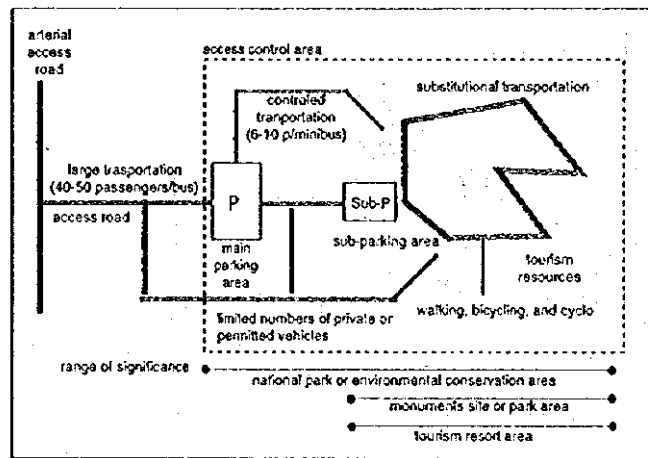 arterial
access
road
access control area
substitutional transportation
controled
tranportation
(6-10 p/minibus)
large trasportation
(40-50 passengers/bus)
access road
P
Sub-P
main
parking
area
sub-parking area
tourism
resources
limited numbers of private or
permitted vehicles
walking, bicycling, and cyclo
range of significance
national park or environmental conservation area
monuments site or park area
tourism resort area